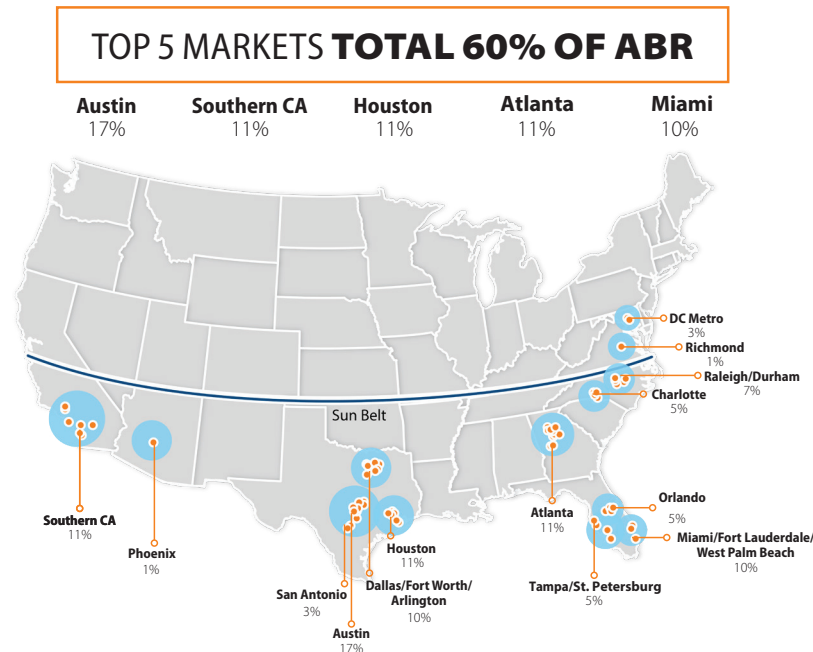 TOP 5 MARKETS TOTAL 60% OF ABR
Austin
17%
Southern CA
11%
Houston
11%
Atlanta
11%
Miami
10%
DC Metro
3%
Richmond
1%
Raleigh/Durham
7%
Charlotte
5%
Sun Belt
Southern CA
11%
Phoenix
1%
San Antonio
3%
Austin
17%
Dallas/Fort Worth/
Arlington
10%
Houston
11%
Atlanta
11%
Orlando
5%
Miami/Fort Lauderdale/
West Palm Beach
10%
Tampa/St. Petersburg
5%